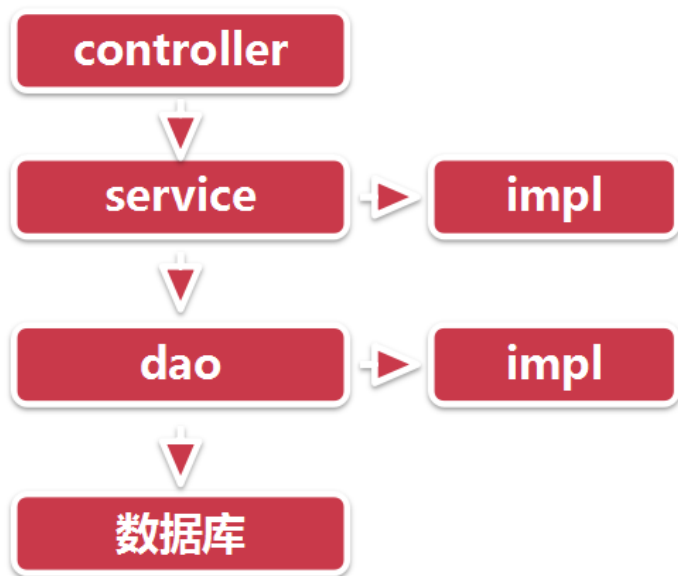 controller
service
impl
dao
impl
数据库